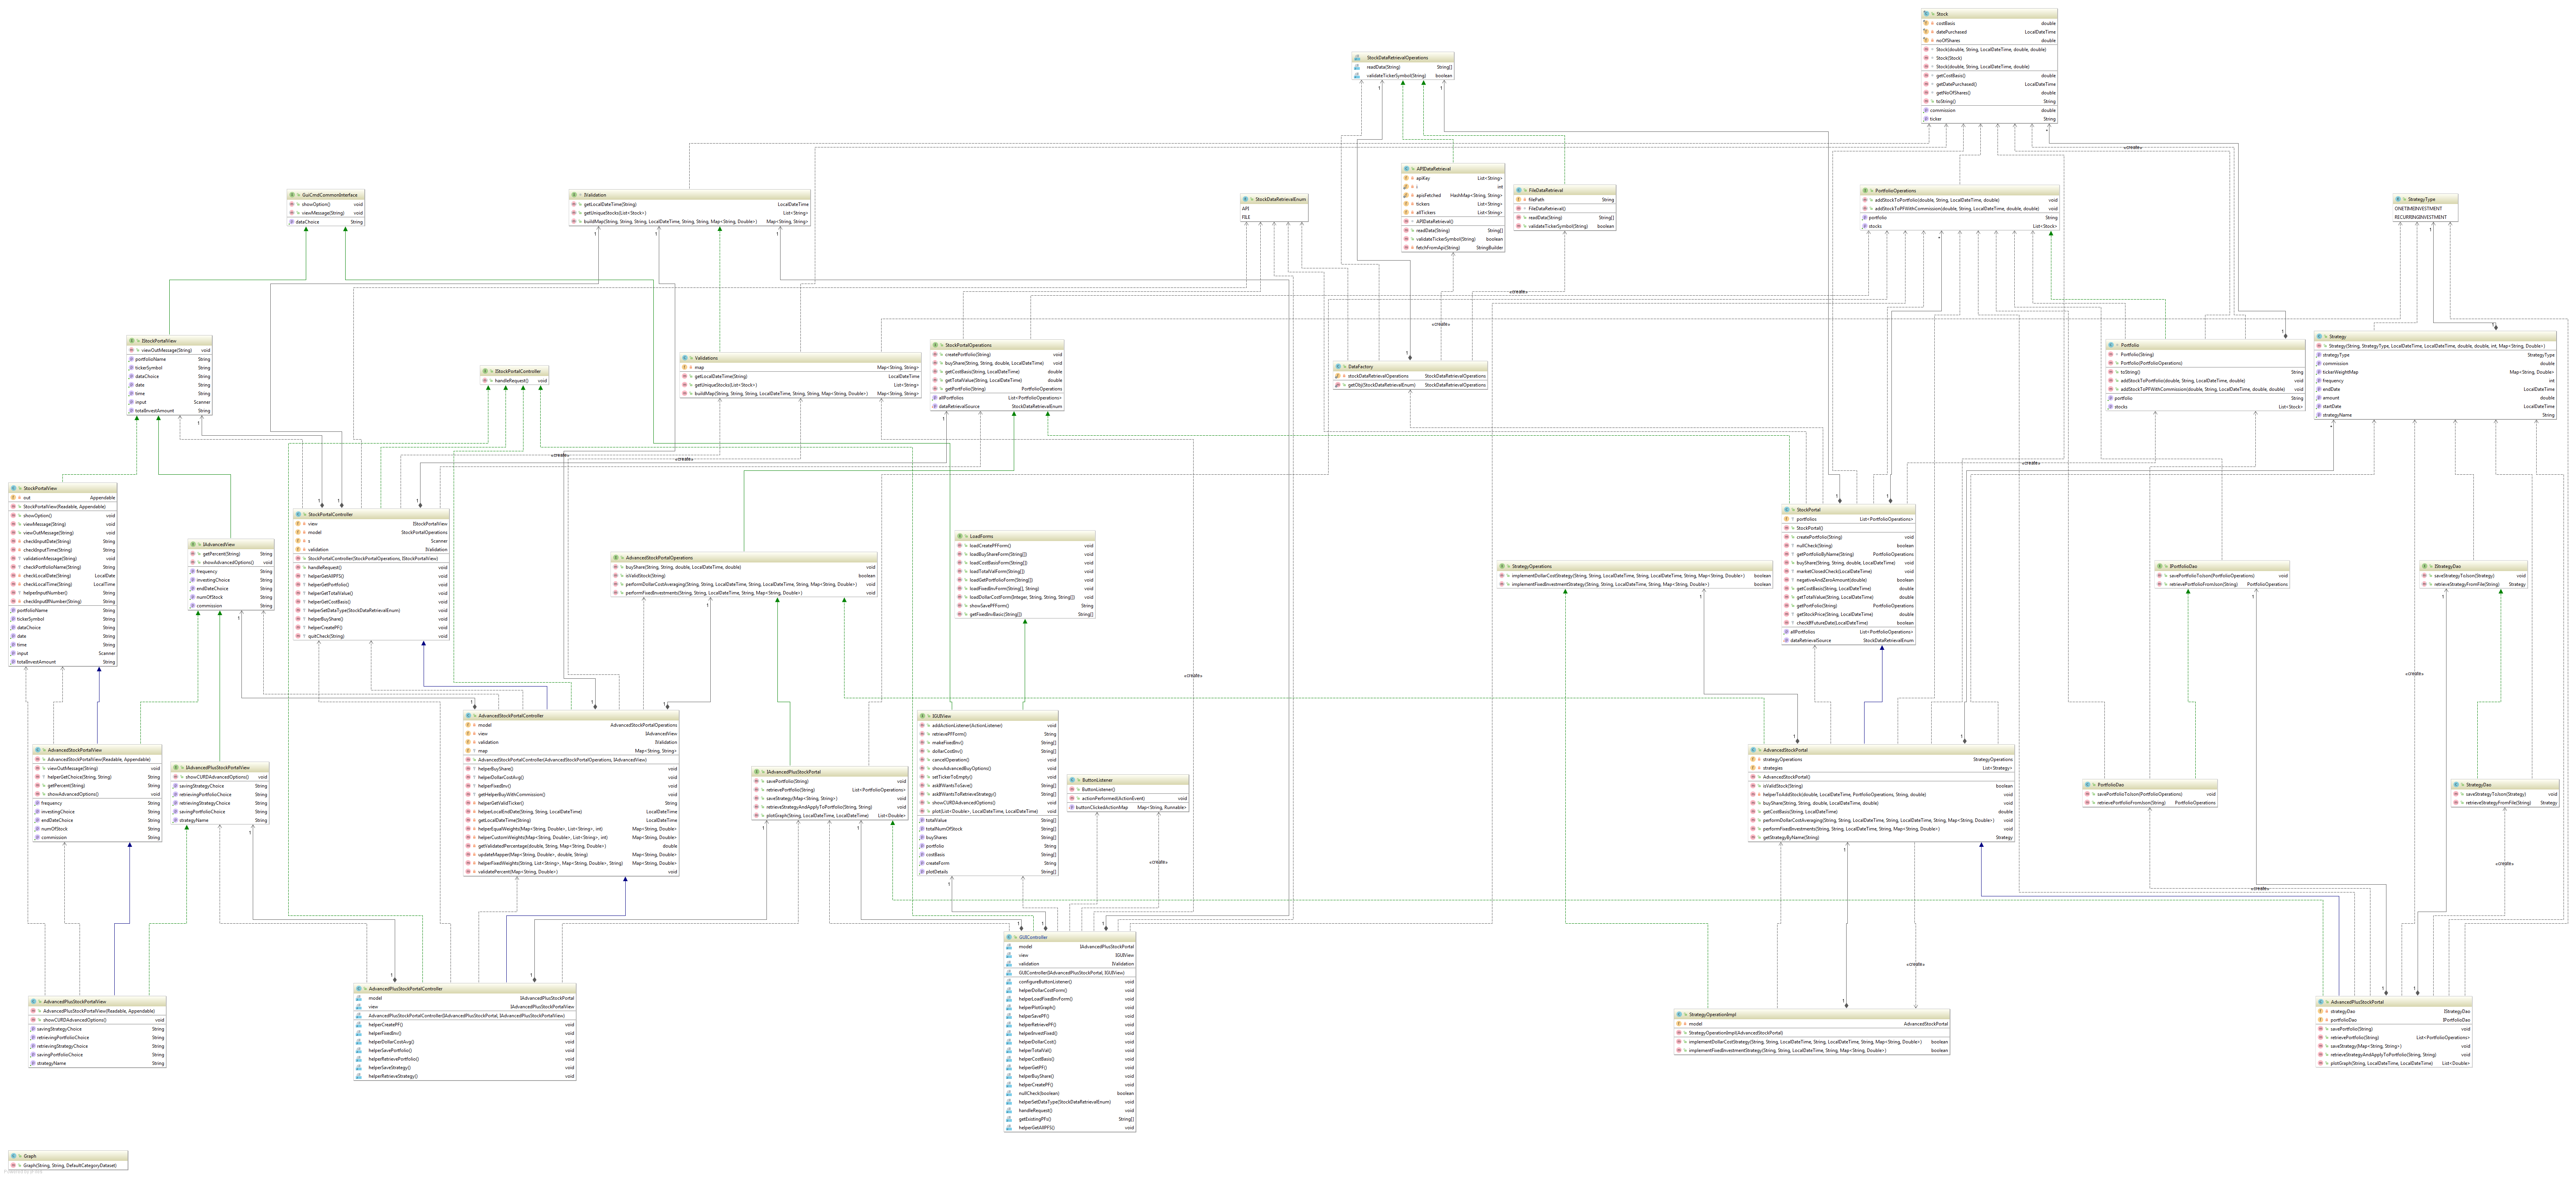 Stock
costBasis double
datePurchased LocalDateTime
noOfShares double
Stock(double, String, LocalDateTime, double, double)
Stock(Stock)
Stock(double, String, LocalDateTime, double)
getCostBasis() double
getDatePurchased() LocalDateTime
getNoOfShares() double
toString() String
commission double
ticker String
StockDataRetrievalOperations
readData(String) String[]
validateTickerSymbol(String) boolean
GuiCmdCommonInterface
showOption() void
viewMessage(String) void
dataChoice String
IValidation
getLocalDateTime(String) LocalDateTime
getUniqueStocks(List<Stock>) List<String>
buildMap(String, String, String, LocalDateTime, String, String, Map<String, Double>) Map<String, String>
StockDataRetrievalEnum
API
FILE
APIDataRetrieval
apiKey List<String>
i int
apisFetched HashMap<String, String>
tickers List<String>
allTickers List<String>
APIDataRetrieval()
readData(String) String[]
validateTickerSymbol(String) boolean
fetchFromApi(String) StringBuilder
FileDataRetrieval
filePath String
FileDataRetrieval()
readData(String) String[]
validateTickerSymbol(String) boolean
PortfolioOperations
addStockToPortfolio(double, String, LocalDateTime, double) void
addStockToPFWithCommission(double, String, LocalDateTime, double, double) void
portfolio String
stocks List<Stock>
StrategyType
ONETIMEINVESTMENT
RECURRINGINVESTMENT
IStockPortalView
viewOutMessage(String) void
portfolioName String
tickerSymbol String
dataChoice String
date String
time String
input Scanner
totalInvestAmount String
IStockPortalController
handleRequest() void
Validations
map Map<String, String>
getLocalDateTime(String) LocalDateTime
getUniqueStocks(List<Stock>) List<String>
buildMap(String, String, String, LocalDateTime, String, String, Map<String, Double>) Map<String, String>
StockPortalOperations
createPortfolio(String) void
buyShare(String, String, double, LocalDateTime) void
getCostBasis(String, LocalDateTime) double
getTotalValue(String, LocalDateTime) double
getPortfolio(String) PortfolioOperations
allPortfolios List<PortfolioOperations>
dataRetrievalSource StockDataRetrievalEnum
DataFactory
stockDataRetrievalOperations StockDataRetrievalOperations
getObj(StockDataRetrievalEnum) StockDataRetrievalOperations
Portfolio
Portfolio(String)
Portfolio(PortfolioOperations)
toString() String
addStockToPortfolio(double, String, LocalDateTime, double) void
addStockToPFWithCommission(double, String, LocalDateTime, double, double) void
portfolio String
stocks List<Stock>
Strategy
Strategy(String, StrategyType, LocalDateTime, LocalDateTime, double, double, int, Map<String, Double>)
strategyType StrategyType
commission double
tickerWeightMap Map<String, Double>
frequency int
endDate LocalDateTime
amount double
startDate LocalDateTime
strategyName String
StockPortalView
out Appendable
StockPortalView(Readable, Appendable)
showOption() void
viewMessage(String) void
viewOutMessage(String) void
checkInputDate(String) String
checkInputTime(String) String
validationMessage(String) String
checkPortfolioName(String) String
checkLocalDate(String) LocalDate
checkLocalTime(String) LocalTime
helperInputNumber() String
checkInputIfNumber(String) String
portfolioName String
tickerSymbol String
dataChoice String
date String
time String
input Scanner
totalInvestAmount String
IAdvancedView
getPercent(String) String
showAdvancedOptions() void
frequency String
investingChoice String
endDateChoice String
numOfStock String
commission String
StockPortalController
view IStockPortalView
model StockPortalOperations
s Scanner
validation IValidation
StockPortalController(StockPortalOperations, IStockPortalView)
handleRequest() void
helperGetAllPFS() void
helperGetPortfolio() void
helperGetTotalValue() void
helperGetCostBasis() void
helperSetDataType(StockDataRetrievalEnum) void
helperBuyShare() void
helperCreatePF() void
quitCheck(String) void
AdvancedStockPortalOperations
buyShare(String, String, double, LocalDateTime, double) void
isValidStock(String) boolean
performDollarCostAveraging(String, String, LocalDateTime, String, LocalDateTime, String, String, Map<String, Double>) void
performFixedInvestments(String, String, LocalDateTime, String, Map<String, Double>) void
LoadForms
loadCreatePFForm() void
loadBuyShareForm(String[]) void
loadCostBasisForm(String[]) void
loadTotalValForm(String[]) void
loadGetPortfolioForm(String[]) void
loadFixedInvForm(String[], String) void
loadDollarCostForm(Integer, String, String, String[]) void
showSavePFForm() String
getFixedInvBasic(String[]) String[]
StrategyOperations
implementDollarCostStrategy(String, LocalDateTime, String, LocalDateTime, String, String, Map<String, Double>) boolean
implementFixedInvestmentStrategy(String, String, LocalDateTime, String, Map<String, Double>) boolean
StockPortal
portfolios List<PortfolioOperations>
StockPortal()
createPortfolio(String) void
nullCheck(String) boolean
getPortfolioByName(String) PortfolioOperations
buyShare(String, String, double, LocalDateTime) void
marketClosedCheck(LocalDateTime) void
negativeAndZeroAmount(double) boolean
getCostBasis(String, LocalDateTime) double
getTotalValue(String, LocalDateTime) double
getPortfolio(String) PortfolioOperations
getStockPrice(String, LocalDateTime) double
checkIfFutureDate(LocalDateTime) boolean
allPortfolios List<PortfolioOperations>
dataRetrievalSource StockDataRetrievalEnum
IPortfolioDao
savePortfolioToJson(PortfolioOperations) void
retrievePortfolioFromJson(String) PortfolioOperations
IStrategyDao
saveStrategyToJson(Strategy) void
retrieveStrategyFromFile(String) Strategy
AdvancedStockPortalView
AdvancedStockPortalView(Readable, Appendable)
viewOutMessage(String) void
helperGetChoice(String, String) String
getPercent(String) String
showAdvancedOptions() void
frequency String
investingChoice String
endDateChoice String
numOfStock String
commission String
IAdvancedPlusStockPortalView
showCURDAdvancedOptions() void
savingStrategyChoice String
retrievingPortfolioChoice String
retrievingStrategyChoice String
savingPortfolioChoice String
strategyName String
AdvancedStockPortalController
model AdvancedStockPortalOperations
view IAdvancedView
validation IValidation
map Map<String, String>
AdvancedStockPortalController(AdvancedStockPortalOperations, IAdvancedView)
helperBuyShare() void
helperDollarCostAvg() void
helperFixedInv() void
getHelperBuyWithCommission() void
helperGetValidTicker() String
helperLocalEndDate(String, String, LocalDateTime) LocalDateTime
getLocalDateTime(String) LocalDateTime
helperEqualWeights(Map<String, Double>, List<String>, int) Map<String, Double>
helperCustomWeights(Map<String, Double>, List<String>, int) Map<String, Double>
getValidatedPercentage(double, String, Map<String, Double>) double
updateMapper(Map<String, Double>, double, String) Map<String, Double>
helperFixedWeights(String, List<String>, Map<String, Double>, String) Map<String, Double>
validatePercent(Map<String, Double>) void
IAdvancedPlusStockPortal
savePortfolio(String) void
retrievePortfolio(String) List<PortfolioOperations>
saveStrategy(Map<String, String>) void
retrieveStrategyAndApplyToPortfolio(String, String) void
plotGraph(String, LocalDateTime, LocalDateTime) List<Double>
IGUIView
addActionListener(ActionListener) void
retrievePFForm() String
makeFixedInv() String[]
dollarCostInv() String[]
cancelOperation() void
showAdvancedBuyOptions() void
setTickerToEmpty() void
askIfWantsToSave() String[]
askIfWantsToRetrieveStrategy() String[]
showCURDAdvancedOptions() void
plot(List<Double>, LocalDateTime, LocalDateTime) void
totalValue String[]
totalNumOfStock String[]
buyShares String[]
portfolio String
costBasis String[]
createForm String
plotDetails String[]
ButtonListener
ButtonListener()
actionPerformed(ActionEvent) void
buttonClickedActionMap Map<String, Runnable>
AdvancedStockPortal
strategyOperations StrategyOperations
strategies List<Strategy>
AdvancedStockPortal()
isValidStock(String) boolean
helperToAddStock(double, LocalDateTime, PortfolioOperations, String, double) void
buyShare(String, String, double, LocalDateTime, double) void
getCostBasis(String, LocalDateTime) double
performDollarCostAveraging(String, String, LocalDateTime, String, LocalDateTime, String, String, Map<String, Double>) void
performFixedInvestments(String, String, LocalDateTime, String, Map<String, Double>) void
getStrategyByName(String) Strategy
PortfolioDao
savePortfolioToJson(PortfolioOperations) void
retrievePortfolioFromJson(String) PortfolioOperations
StrategyDao
saveStrategyToJson(Strategy) void
retrieveStrategyFromFile(String) Strategy
GUIController
model IAdvancedPlusStockPortal
view IGUIView
validation IValidation
GUIController(IAdvancedPlusStockPortal, IGUIView)
configureButtonListener() void
helperDollarCostForm() void
helperLoadFixedInvForm() void
helperPlotGraph() void
helperSavePF() void
helperRetrievePF() void
helperInvestFixed() void
helperDollarCost() void
helperTotalVal() void
helperCostBasis() void
helperGetPF() void
helperBuyShare() void
helperCreatePF() void
nullCheck(boolean) boolean
helperSetDataType(StockDataRetrievalEnum) void
handleRequest() void
getExistingPFs() String[]
helperGetAllPFS() void
AdvancedPlusStockPortalView
AdvancedPlusStockPortalView(Readable, Appendable)
showCURDAdvancedOptions() void
savingStrategyChoice String
retrievingPortfolioChoice String
retrievingStrategyChoice String
savingPortfolioChoice String
strategyName String
AdvancedPlusStockPortalController
model IAdvancedPlusStockPortal
view IAdvancedPlusStockPortalView
AdvancedPlusStockPortalController(IAdvancedPlusStockPortal, IAdvancedPlusStockPortalView)
helperCreatePF() void
helperFixedInv() void
helperDollarCostAvg() void
helperSavePortfolio() void
helperRetrievePortfolio() void
helperSaveStrategy() void
helperRetrieveStrategy() void
StrategyOperationImpl
model AdvancedStockPortal
StrategyOperationImpl(AdvancedStockPortal)
implementDollarCostStrategy(String, LocalDateTime, String, LocalDateTime, String, String, Map<String, Double>) boolean
implementFixedInvestmentStrategy(String, String, LocalDateTime, String, Map<String, Double>) boolean
AdvancedPlusStockPortal
strategyDao IStrategyDao
portfolioDao IPortfolioDao
savePortfolio(String) void
retrievePortfolio(String) List<PortfolioOperations>
saveStrategy(Map<String, String>) void
retrieveStrategyAndApplyToPortfolio(String, String) void
plotGraph(String, LocalDateTime, LocalDateTime) List<Double>
Graph
Graph(String, String, DefaultCategoryDataset)
«create»
«create»
«create»
«create»
«create»
«create»
«create»
«create»
«create»
«create»
«create»